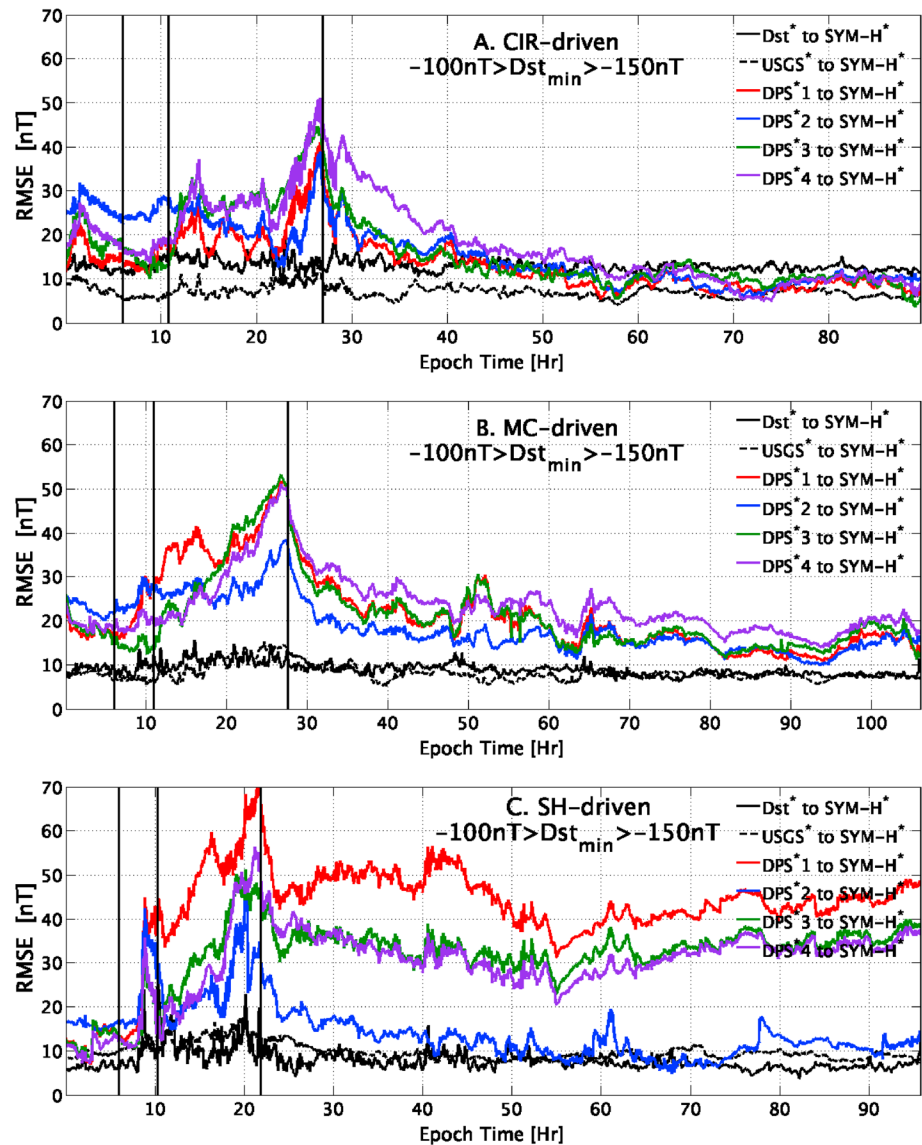 A. CIR-driven
-100nT>Dst_min>-150nT
Dst* to SYM-H*
USGS* to SYM-H*
DPS*1 to SYM-H*
DPS*2 to SYM-H*
DPS*3 to SYM-H*
DPS*4 to SYM-H*
RMSE [nT]
70
60
50
40
30
20
10
0
10 20 30 40 50 60 70 80
Epoch Time [Hr]
B. MC-driven
-100nT>Dst_min>-150nT
Dst* to SYM-H*
USGS* to SYM-H*
DPS*1 to SYM-H*
DPS*2 to SYM-H*
DPS*3 to SYM-H*
DPS*4 to SYM-H*
RMSE [nT]
70
60
50
40
30
20
10
0
10 20 30 40 50 60 70 80 90 100
Epoch Time [Hr]
C. SH-driven
-100nT>Dst_min>-150nT
Dst* to SYM-H*
USGS* to SYM-H*
DPS*1 to SYM-H*
DPS*2 to SYM-H*
DPS*3 to SYM-H*
DPS*4 to SYM-H*
RMSE [nT]
70
60
50
40
30
20
10
0
10 20 30 40 50 60 70 80 90
Epoch Time [Hr]